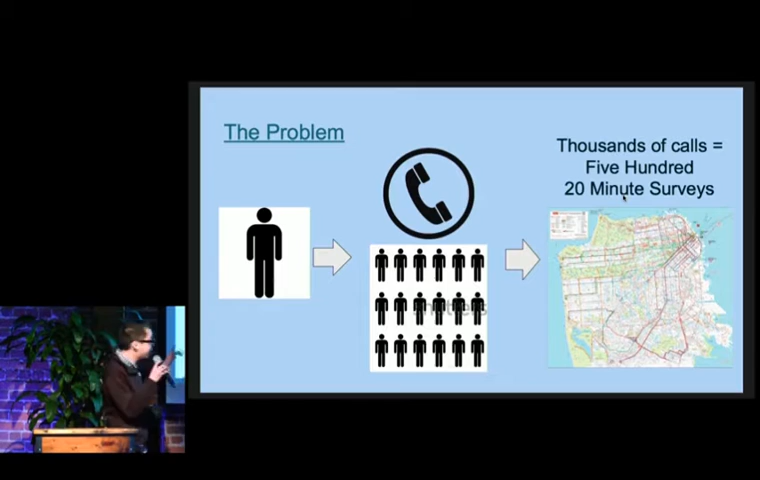 The Problem
Thousands of calls =
Five Hundred
20 Minute Surveys